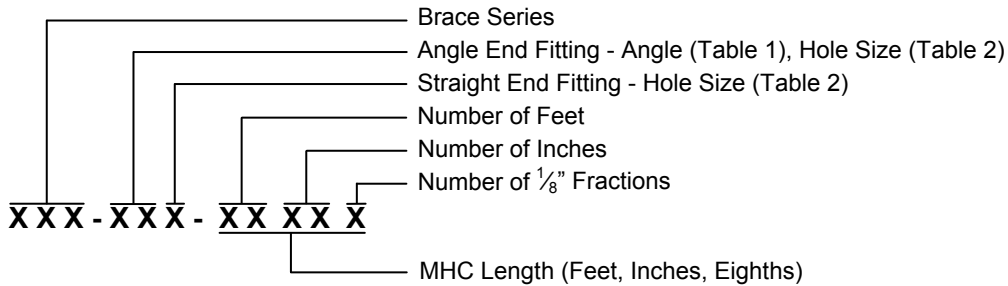 Brace Series
Angle End Fitting - Angle (Table 1), Hole Size (Table 2)
Straight End Fitting - Hole Size (Table 2)
Number of Feet
Number of Inches
Number of 1⁄8” Fractions
X X X - X X X - X X X X X
MHC Length (Feet, Inches, Eighths)